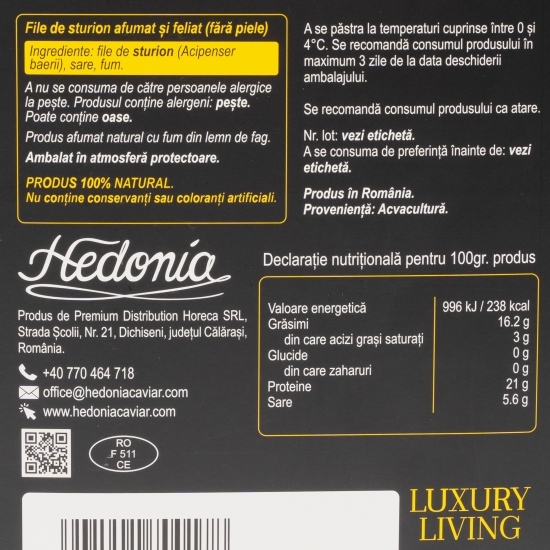 File de sturion afumat și feliat (fără piele)
Ingrediente: file de sturion (Acipenser
baerii), sare, fum.
A nu se consuma de către persoanele alergice
la pește. Produsul conține alergeni: pește.
Poate conține oase.
Produs afumat natural cu fum din lemn de fag.
Ambalat în atmosferă protectoare.
PRODUS 100% NATURAL.
Nu conține conservanți sau coloranți artificiali.
A se păstra la temperaturi cuprinse între 0 și
4°C. Se recomandă consumul produsului în
maximum 3 zile de la data deschiderii
ambalajului.
Se recomandă consumul produsului ca atare.
Nr. lot: vezi etichetă.
A se consuma de preferință înainte de: vezi
etichetă.
Produs în România.
Proveniență: Acvacultură.
Hedonia
Produs de Premium Distribution Horeca SRL,
Strada Școlii, Nr. 21, Dichiseni, județul Călărași,
România.
+40 770 464 718
office@hedoniacaviar.com
www.hedoniacaviar.com
RO
F 511
CE
Declarație nutrițională pentru 100gr. produs
Valoare energetică 996 kJ / 238 kcal
Grăsimi 16.2 g
din care acizi grași saturați 3 g
Glucide 0 g
din care zaharuri 0 g
Proteine 21 g
Sare 5.6 g
LUXURY
LIVING